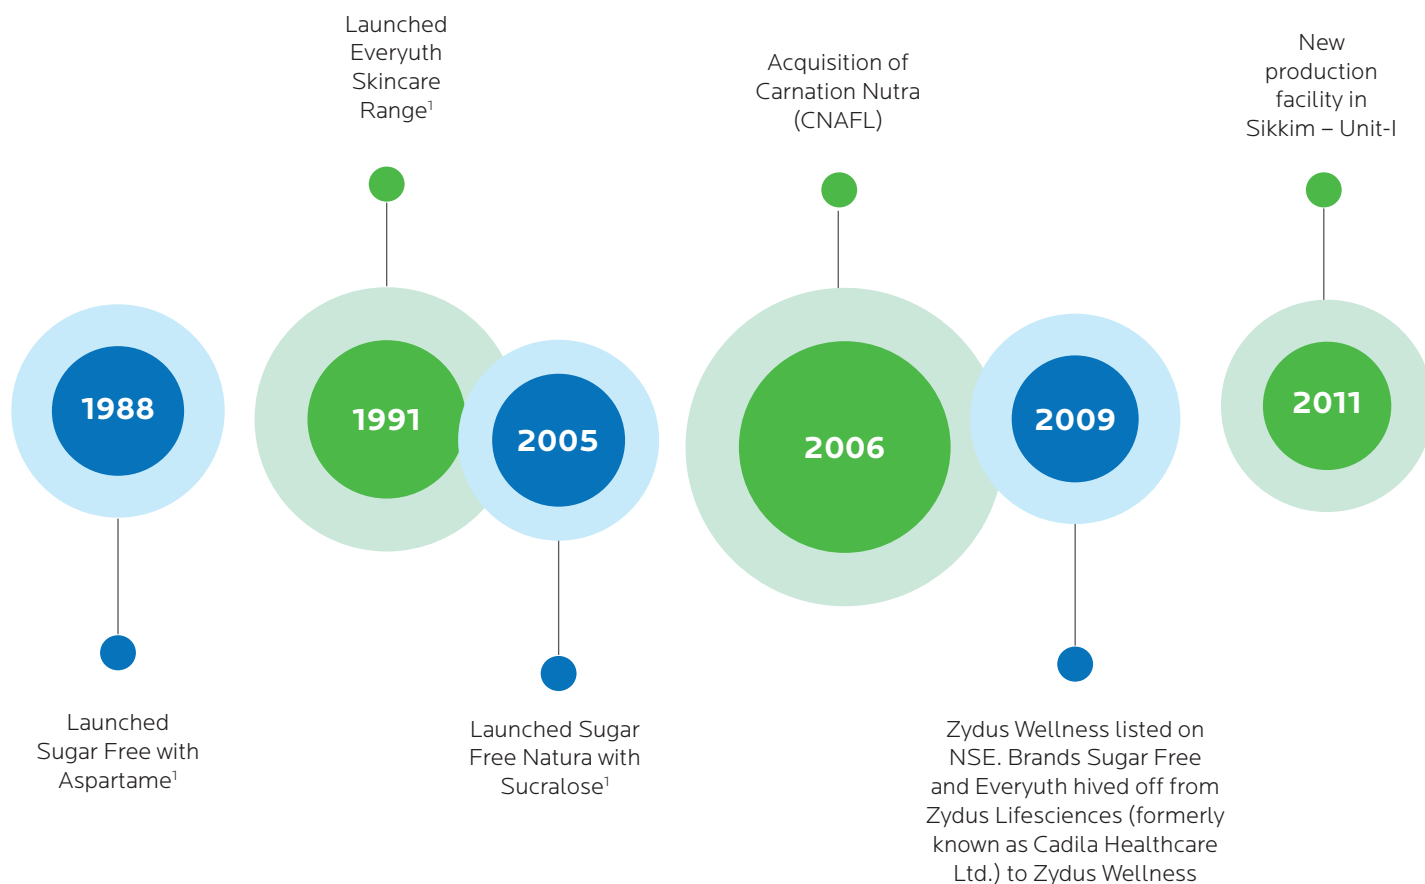 Launched
Everyuth
Skincare
Range¹
Acquisition of
Carnation Nutra
(CNAFL)
New
production
facility in
Sikkim – Unit-I
1988
1991
2005
2006
2009
2011
Launched
Sugar Free with
Aspartame¹
Launched Sugar
Free Natura with
Sucralose¹
Zydus Wellness listed on
NSE. Brands Sugar Free
and Everyuth hived off from
Zydus Lifesciences (formerly
known as Cadila Healthcare
Ltd.) to Zydus Wellness